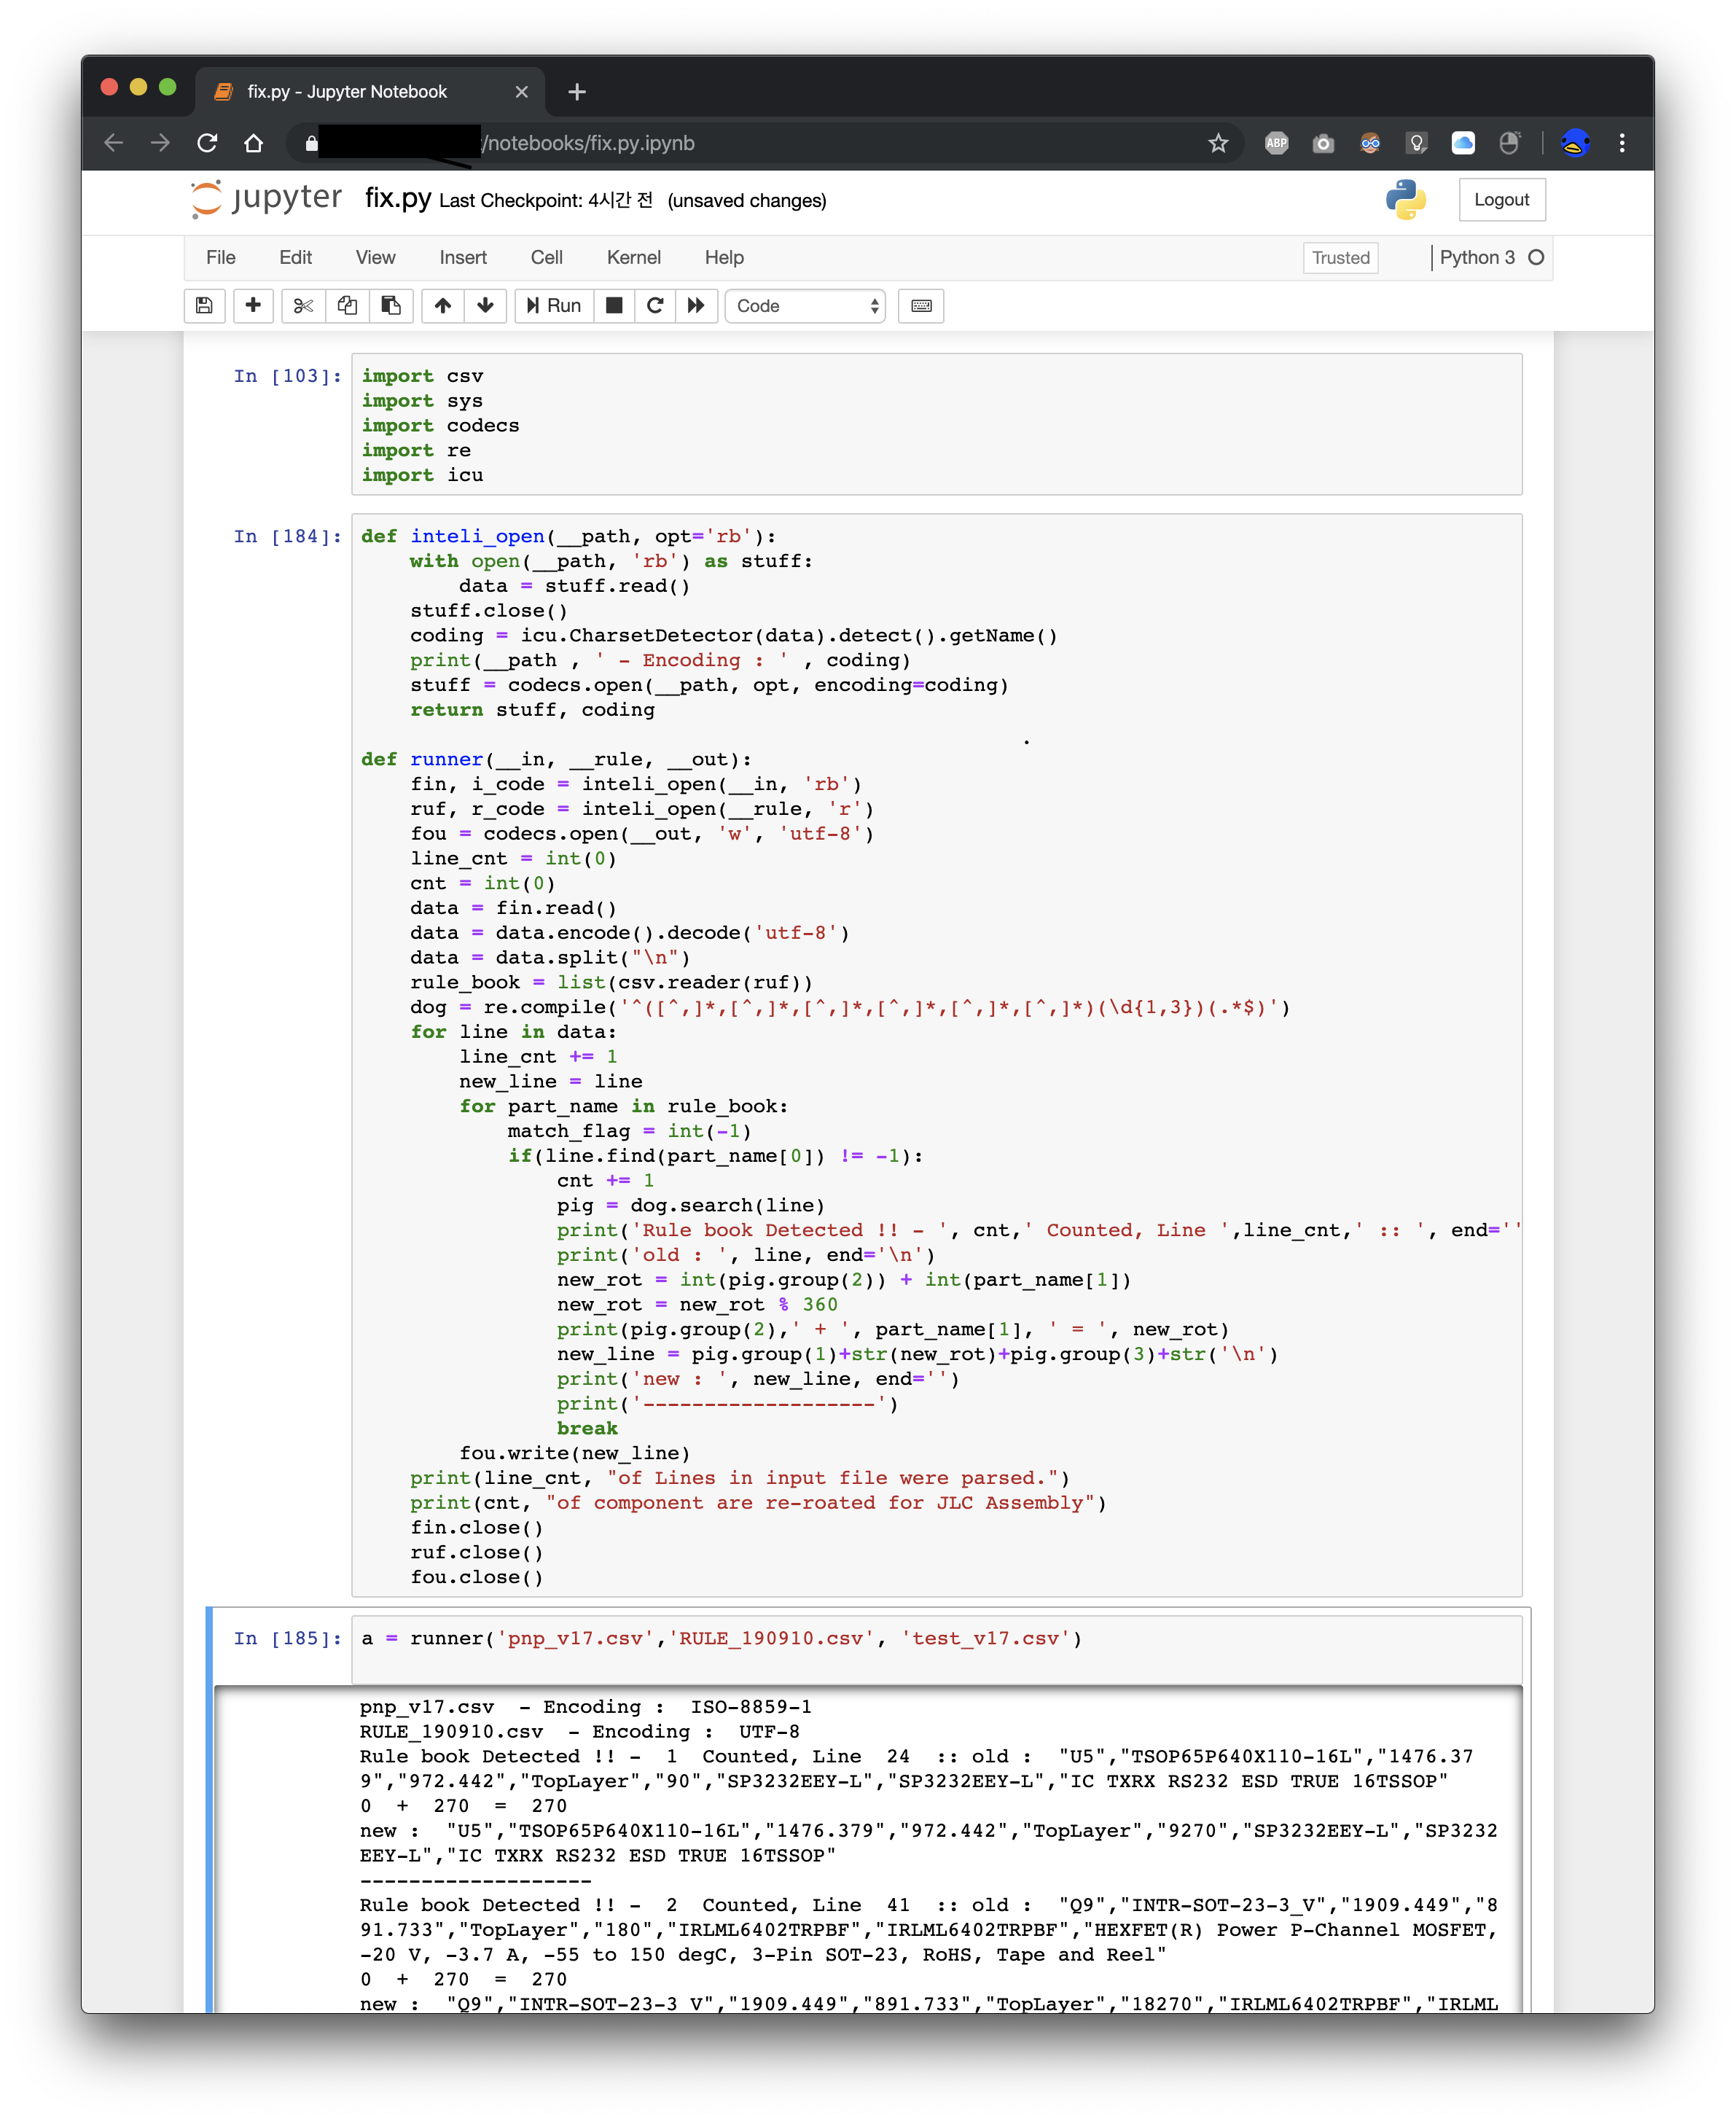 fix.py - Jupyter Notebook
/notebooks/fix.py.ipynb
ABP
jupyter fix.py Last Checkpoint: 4시간 전 (unsaved changes)
Logout
File Edit View Insert Cell Kernel Help Trusted Python 3
Run Code
In [103]: import csv
import sys
import codecs
import re
import icu
In [184]: def inteli_open(__path, opt='rb'):
    with open(__path, 'rb') as stuff:
        data = stuff.read()
    stuff.close()
    coding = icu.CharsetDetector(data).detect().getName()
    print(__path , ' - Encoding : ' , coding)
    stuff = codecs.open(__path, opt, encoding=coding)
    return stuff, coding
def runner(__in, __rule, __out):
    fin, i_code = inteli_open(__in, 'rb')
    ruf, r_code = inteli_open(__rule, 'r')
    fou = codecs.open(__out, 'w', 'utf-8')
    line_cnt = int(0)
    cnt = int(0)
    data = fin.read()
    data = data.encode().decode('utf-8')
    data = data.split("\n")
    rule_book = list(csv.reader(ruf))
    dog = re.compile('^([^,]*,[^,]*,[^,]*,[^,]*,[^,]*,[^,]*)(\d{1,3})(.*$)')
    for line in data:
        line_cnt += 1
        new_line = line
        for part_name in rule_book:
            match_flag = int(-1)
            if(line.find(part_name[0]) != -1):
                cnt += 1
                pig = dog.search(line)
                print('Rule book Detected !! - ', cnt,' Counted, Line ',line_cnt,' :: ', end=''
                print('old : ', line, end='\n')
                new_rot = int(pig.group(2)) + int(part_name[1])
                new_rot = new_rot % 360
                print(pig.group(2),' + ', part_name[1], ' = ', new_rot)
                new_line = pig.group(1)+str(new_rot)+pig.group(3)+str('\n')
                print('new : ', new_line, end='')
                print('-------------------')
                break
        fou.write(new_line)
    print(line_cnt, "of Lines in input file were parsed.")
    print(cnt, "of component are re-roated for JLC Assembly")
    fin.close()
    ruf.close()
    fou.close()
In [185]: a = runner('pnp_v17.csv','RULE_190910.csv', 'test_v17.csv')
pnp_v17.csv  - Encoding :  ISO-8859-1
RULE_190910.csv  - Encoding :  UTF-8
Rule book Detected !! -  1  Counted, Line  24  :: old :  "U5","TSOP65P640X110-16L","1476.37
9","972.442","TopLayer","90","SP3232EEY-L","SP3232EEY-L","IC TXRX RS232 ESD TRUE 16TSSOP"
0  +  270  =  270
new :  "U5","TSOP65P640X110-16L","1476.379","972.442","TopLayer","9270","SP3232EEY-L","SP3232
EEY-L","IC TXRX RS232 ESD TRUE 16TSSOP"
-------------------
Rule book Detected !! -  2  Counted, Line  41  :: old :  "Q9","INTR-SOT-23-3_V","1909.449","8
91.733","TopLayer","180","IRLML6402TRPBF","IRLML6402TRPBF","HEXFET(R) Power P-Channel MOSFET,
-20 V, -3.7 A, -55 to 150 degC, 3-Pin SOT-23, RoHS, Tape and Reel"
0  +  270  =  270
new :  "Q9","INTR-SOT-23-3_V","1909.449","891.733","TopLayer","18270","IRLML6402TRPBF","IRLML